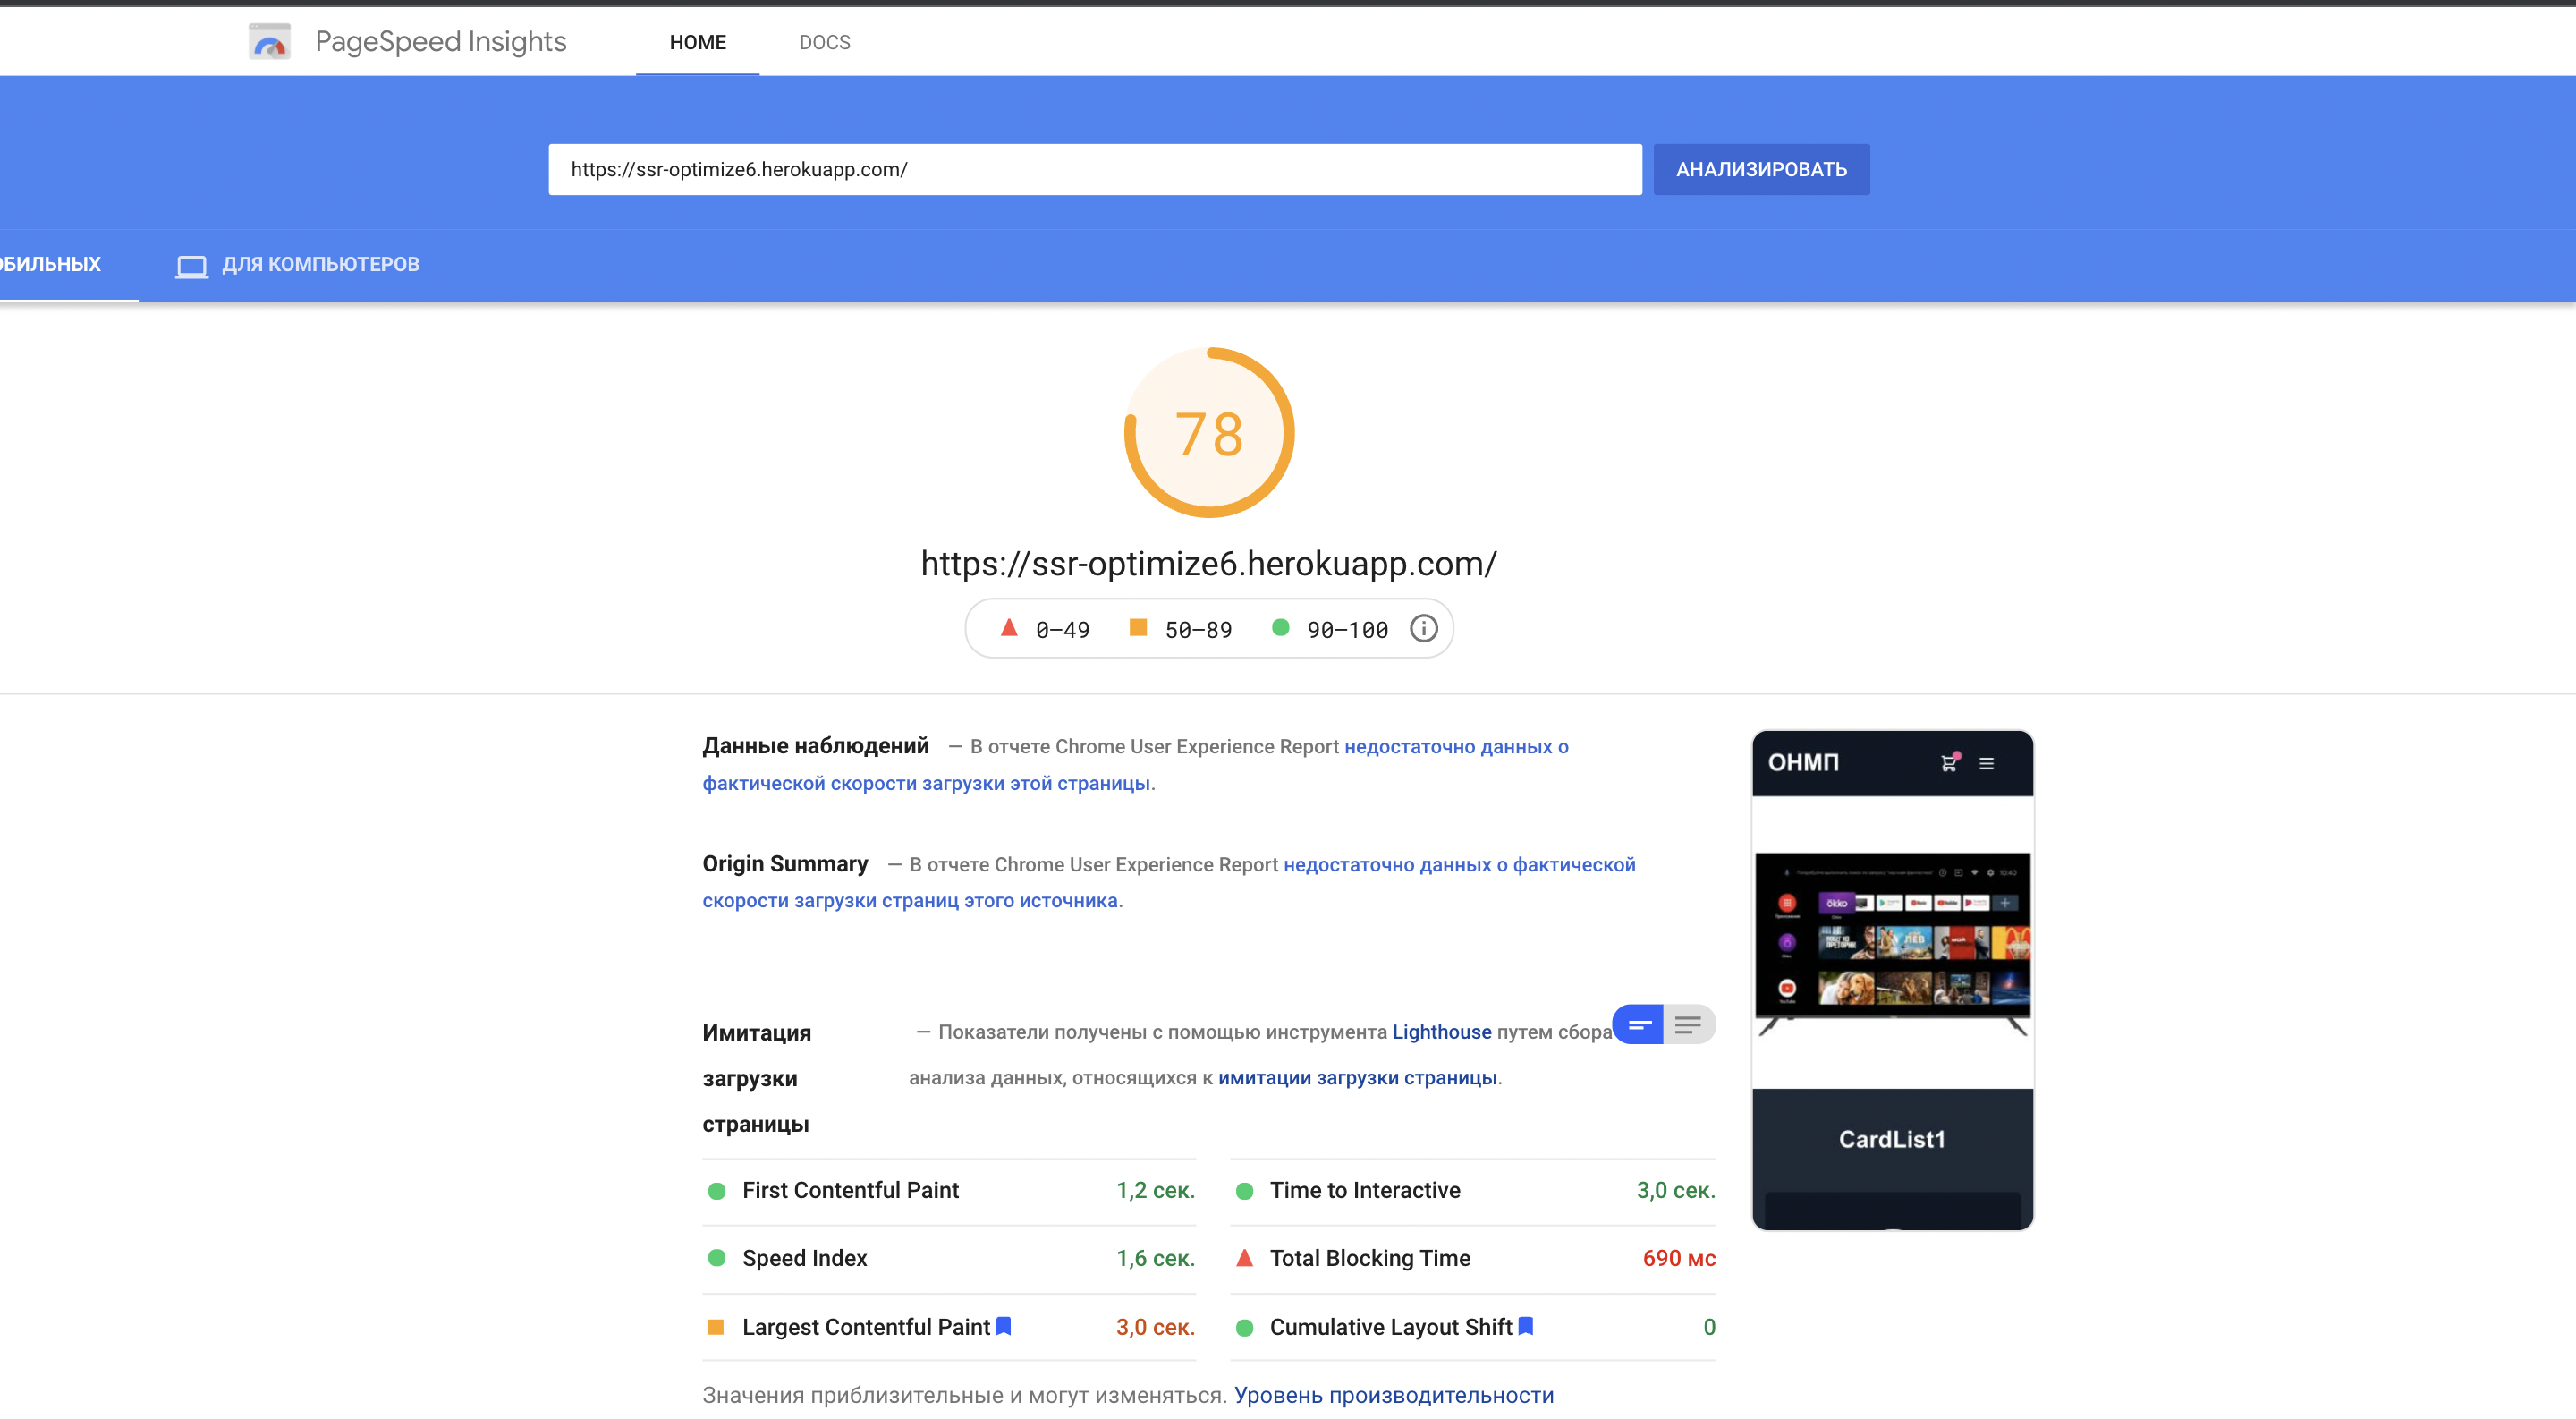 PageSpeed Insights
HOME
DOCS
https://ssr-optimize6.herokuapp.com/
АНАЛИЗИРОВАТЬ
ОБИЛЬНЫХ
ДЛЯ КОМПЬЮТЕРОВ
78
https://ssr-optimize6.herokuapp.com/
0–49
50–89
90–100
Данные наблюдений — В отчете Chrome User Experience Report недостаточно данных о
фактической скорости загрузки этой страницы.
Origin Summary — В отчете Chrome User Experience Report недостаточно данных о фактической
скорости загрузки страниц этого источника.
Имитация
загрузки
страницы
— Показатели получены с помощью инструмента Lighthouse путем сбора
анализа данных, относящихся к имитации загрузки страницы.
First Contentful Paint 1,2 сек.
Time to Interactive 3,0 сек.
Speed Index 1,6 сек.
Total Blocking Time 690 мс
Largest Contentful Paint 3,0 сек.
Cumulative Layout Shift 0
Значения приблизительные и могут изменяться. Уровень производительности
ОНМП
okko
ЛЕВ
МОЙ
CardList1